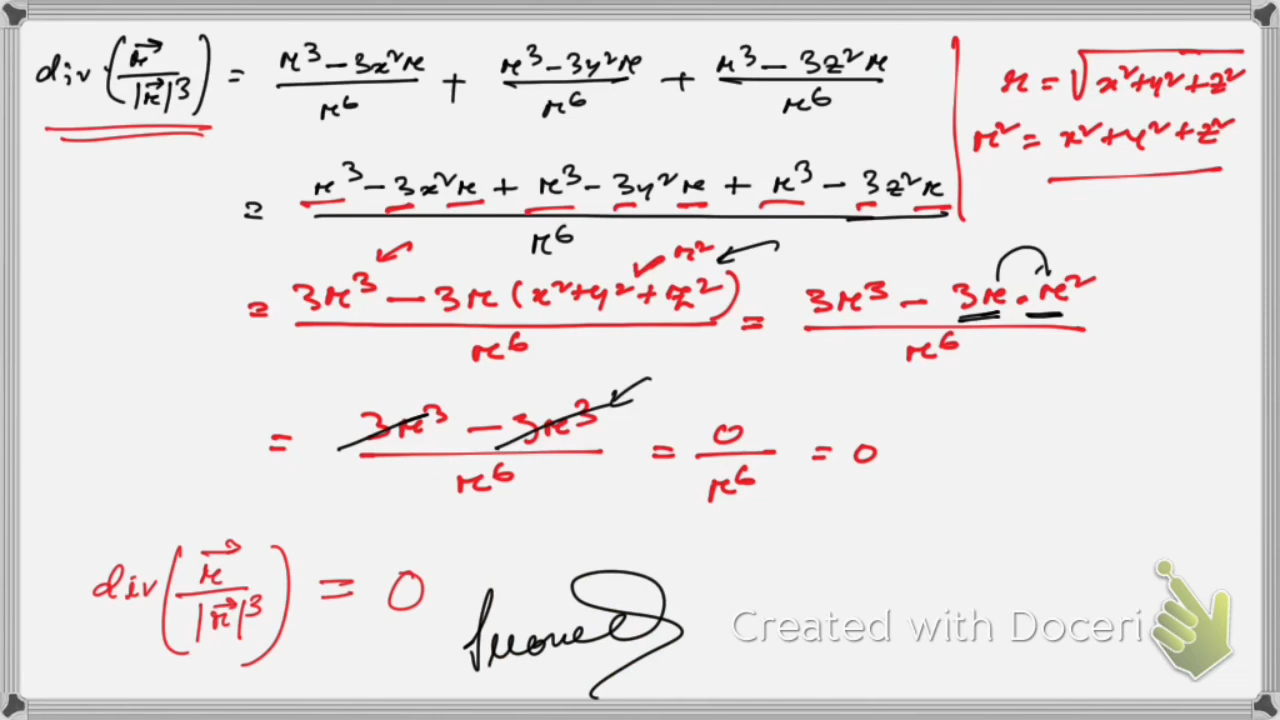 div·(r⃗/|r⃗|³) = (r³ – 3x²r)/r⁶ + (r³ – 3y²r)/r⁶ + (r³ – 3z²r)/r⁶
r = √(x²+y²+z²)
r² = x²+y²+z²
= (r³ – 3x²r + r³ – 3y²r + r³ – 3z²r)/r⁶
r²
= (3r³ – 3r(x²+y²+z²))/r⁶ = (3r³ – 3r·r²)/r⁶
= (3r³ – 3r³)/r⁶ = 0/r⁶ = 0
div(r⃗/|r⃗|³) = 0
Created with Doceri